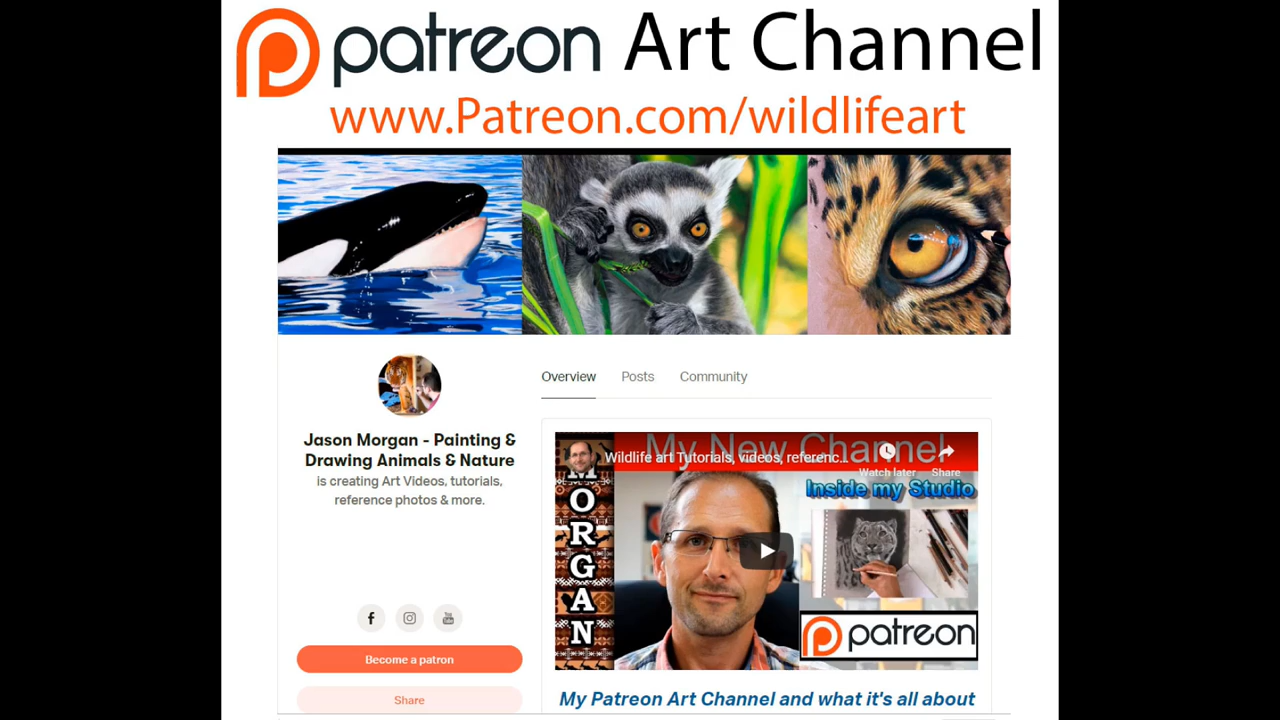 patreon Art Channel
www.Patreon.com/wildlifeart
Overview Posts Community
Jason Morgan - Painting &
Drawing Animals & Nature
is creating Art Videos, tutorials,
reference photos & more.
Become a patron
Share
My New Channel
Wildlife art Tutorials, videos, referenc...
Watch later Share
Inside my Studio
MORGAN
patreon
My Patreon Art Channel and what it's all about